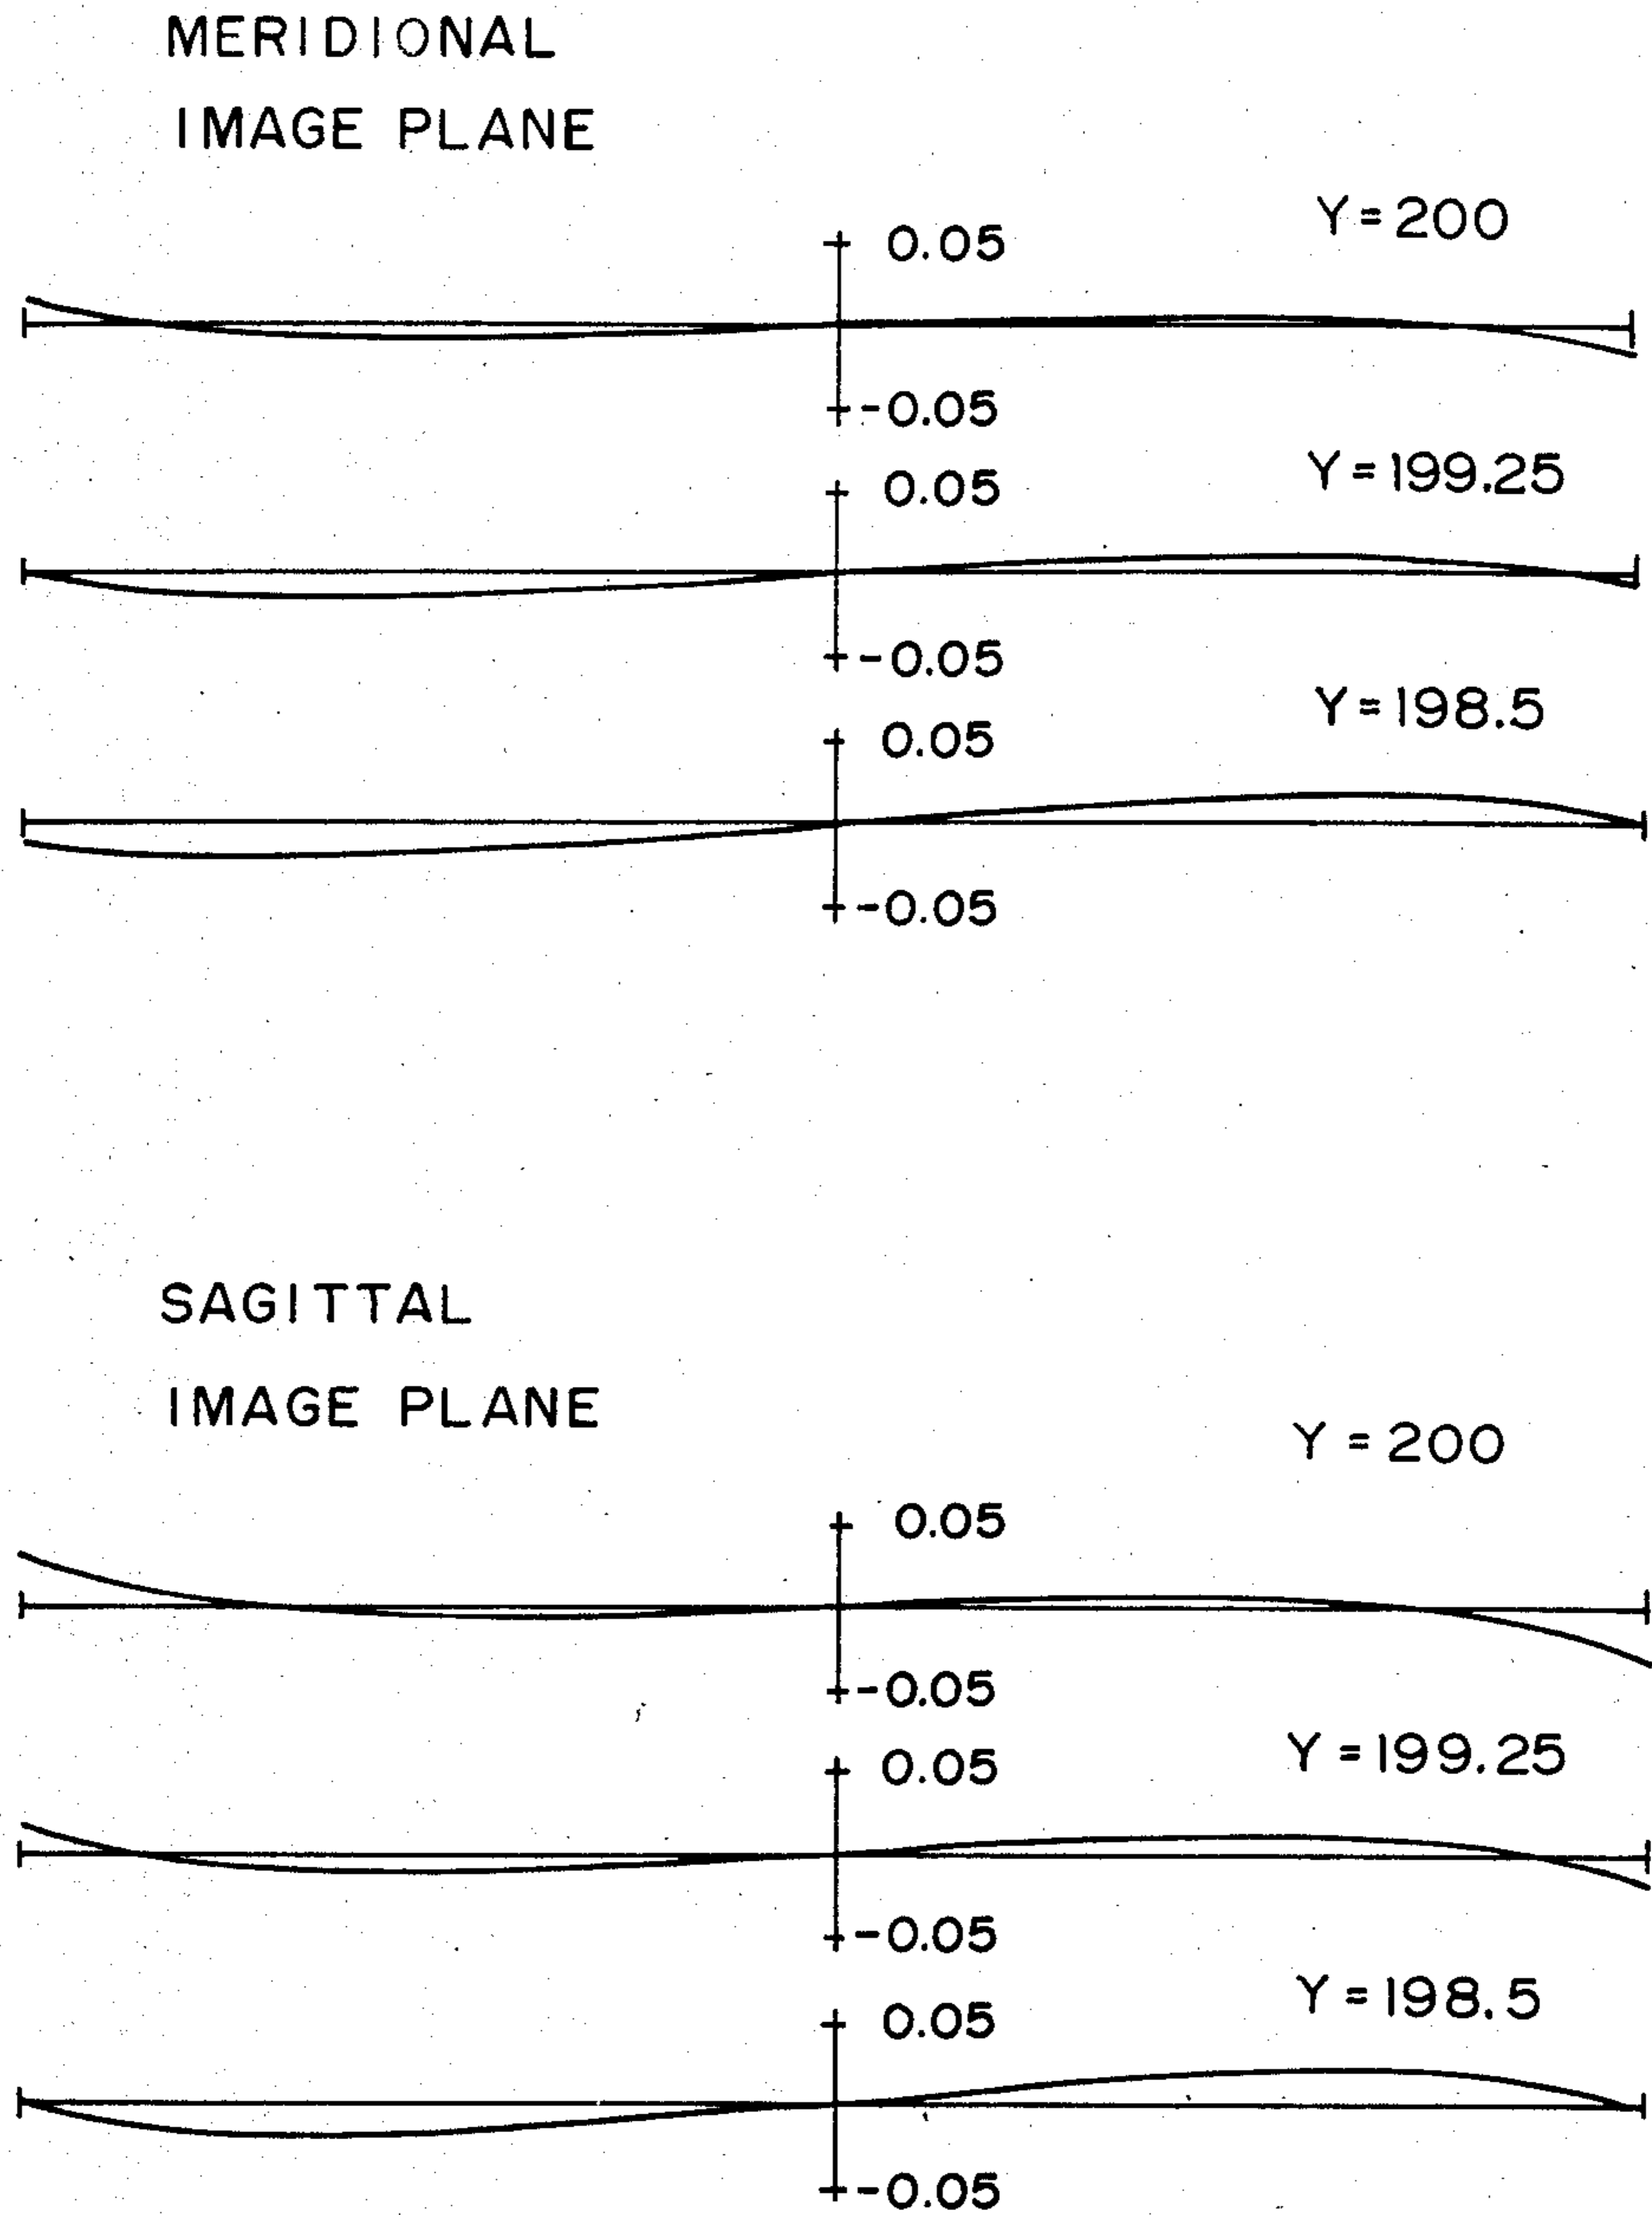 MERIDIONAL
IMAGE PLANE
Y=200
0.05
-0.05
Y=199.25
0.05
-0.05
Y=198.5
0.05
-0.05
SAGITTAL
IMAGE PLANE
Y = 200
0.05
-0.05
Y =199.25
0.05
-0.05
Y =198.5
0.05
-0.05